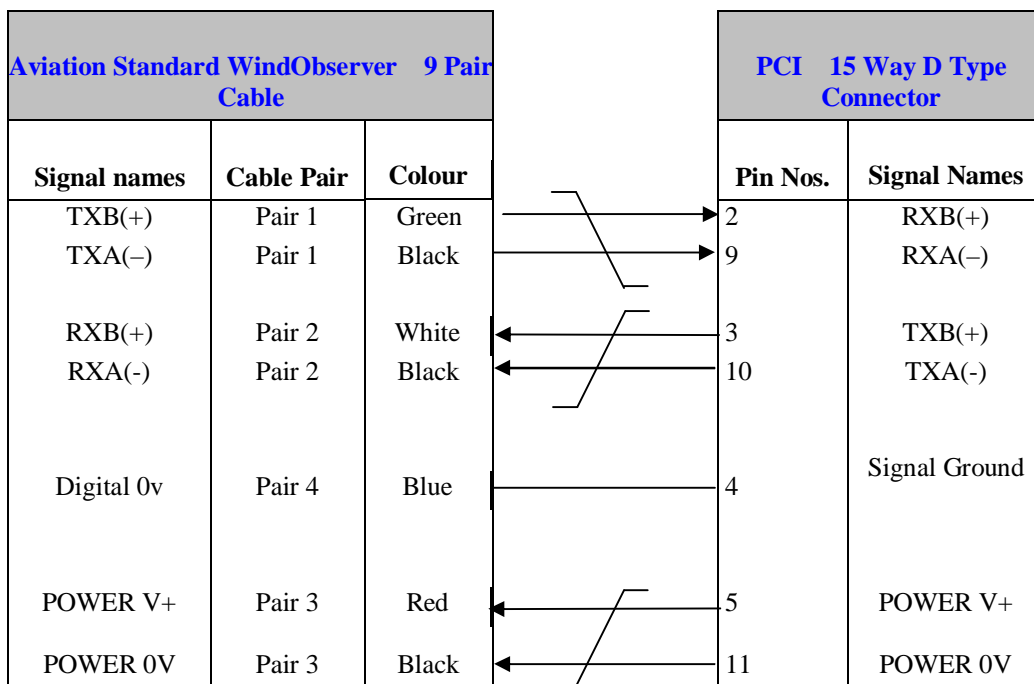 Aviation Standard WindObserver 9 Pair
Cable
PCI 15 Way D Type
Connector
Signal names Cable Pair Colour Pin Nos. Signal Names
TXB(+) Pair 1 Green 2 RXB(+)
TXA(–) Pair 1 Black 9 RXA(–)
RXB(+) Pair 2 White 3 TXB(+)
RXA(-) Pair 2 Black 10 TXA(-)
Digital 0v Pair 4 Blue 4 Signal Ground
POWER V+ Pair 3 Red 5 POWER V+
POWER 0V Pair 3 Black 11 POWER 0V